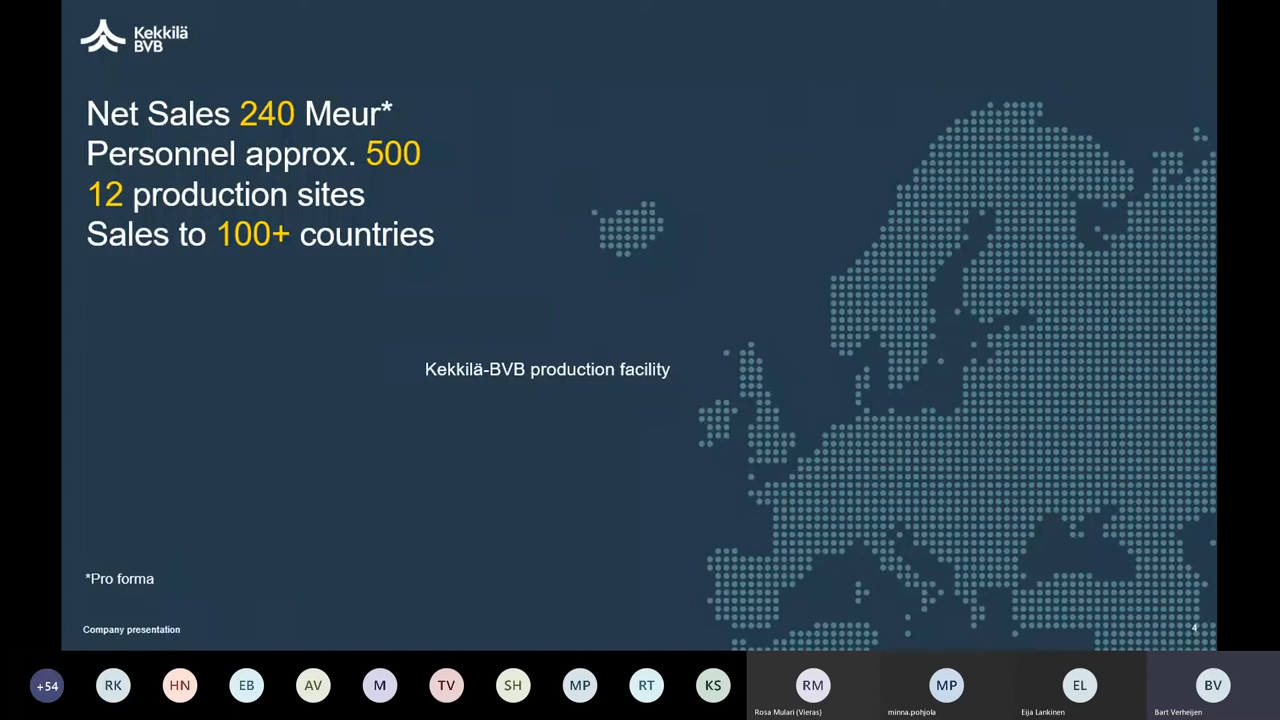 Kekkilä
BVB
Net Sales 240 Meur*
Personnel approx. 500
12 production sites
Sales to 100+ countries
Kekkilä-BVB production facility
*Pro forma
Company presentation
4
+54
RK
HN
EB
AV
M
TV
SH
MP
RT
KS
RM
MP
EL
BV
Rosa Mulari (Vieras)
minna.pohjola
Eija Lankinen
Bart Verheijen